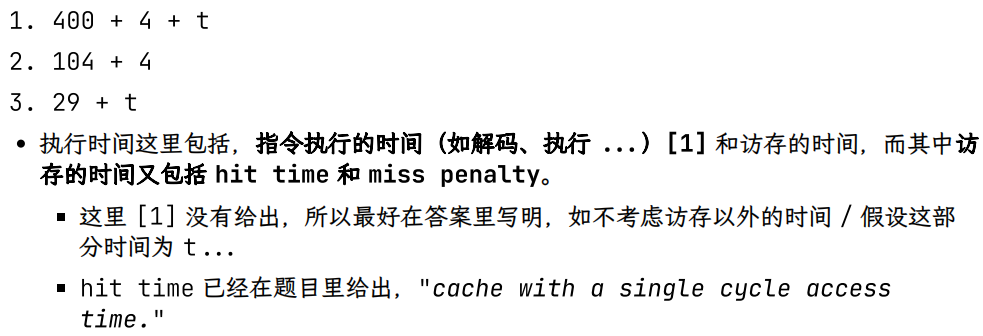 1. 400 + 4 + t
2. 104 + 4
3. 29 + t
• 执行时间这里包括，指令执行的时间（如解码、执行 ...）[1] 和访存的时间，而其中访
存的时间又包括 hit time 和 miss penalty。
▪ 这里 [1] 没有给出，所以最好在答案里写明，如不考虑访存以外的时间 / 假设这部
分时间为 t...
▪ hit time 已经在题目里给出，"cache with a single cycle access
time."